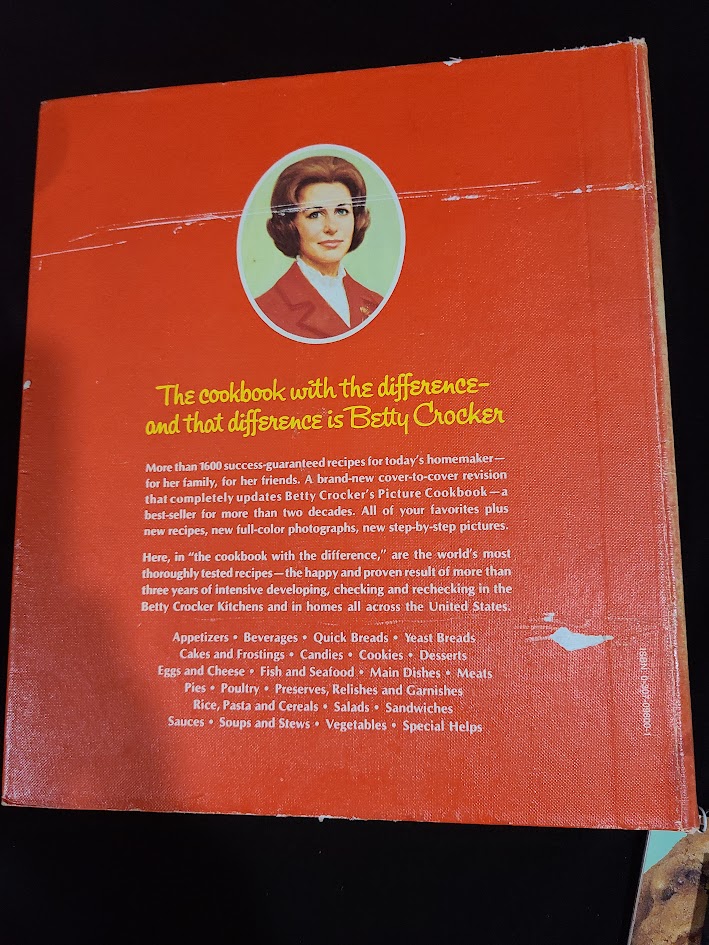 The cookbook with the difference-
and that difference is Betty Crocker
More than 1600 success-guaranteed recipes for today's homemaker—
for her family, for her friends. A brand-new cover-to-cover revision
that completely updates Betty Crocker's Picture Cookbook—a
best-seller for more than two decades. All of your favorites plus
new recipes, new full-color photographs, new step-by-step pictures.
Here, in "the cookbook with the difference," are the world's most
thoroughly tested recipes—the happy and proven result of more than
three years of intensive developing, checking and rechecking in the
Betty Crocker Kitchens and in homes all across the United States.
Appetizers • Beverages • Quick Breads • Yeast Breads
Cakes and Frostings • Candies • Cookies • Desserts
Eggs and Cheese • Fish and Seafood • Main Dishes • Meats
Pies • Poultry • Preserves, Relishes and Garnishes
Rice, Pasta and Cereals • Salads • Sandwiches
Sauces • Soups and Stews • Vegetables • Special Helps
ISBN